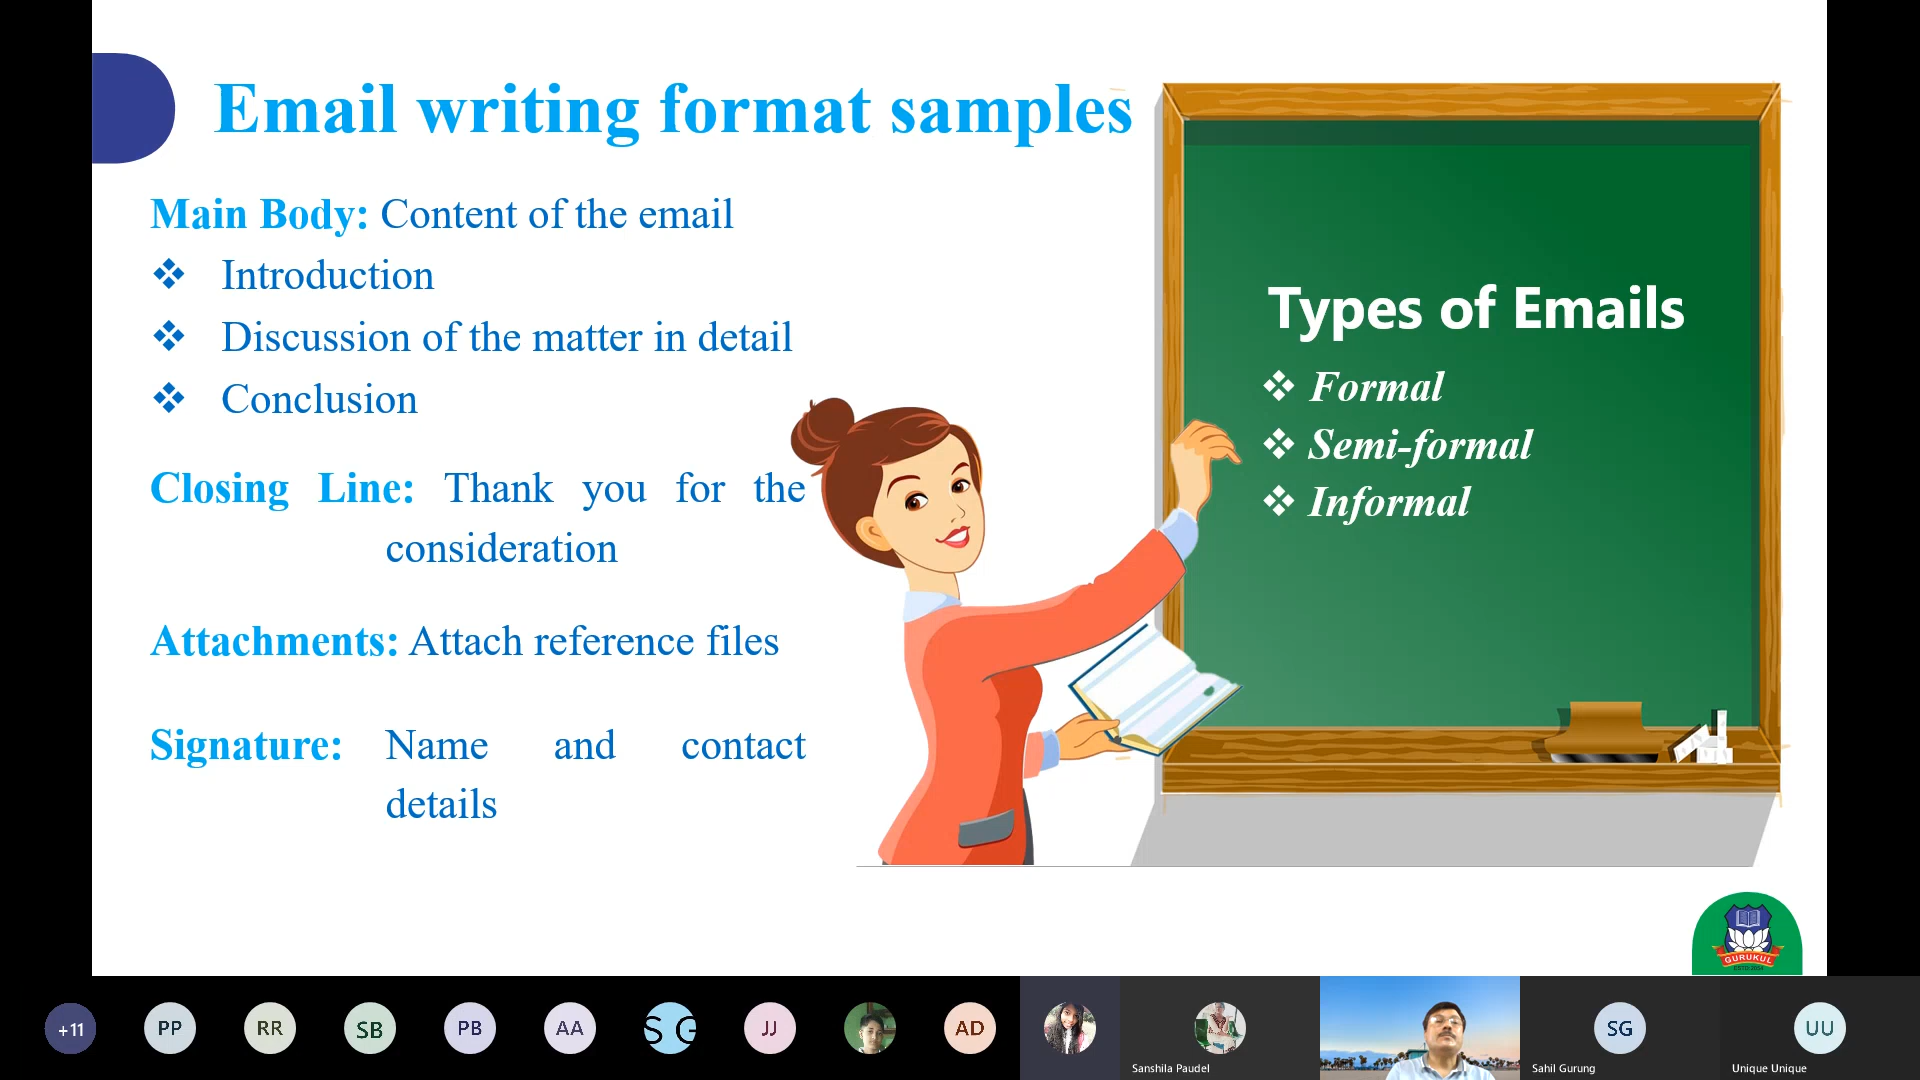 Email writing format samples
Main Body: Content of the email
❖ Introduction
❖ Discussion of the matter in detail
❖ Conclusion
Closing Line: Thank you for the
consideration
Attachments: Attach reference files
Signature: Name and contact
details
Types of Emails
❖ Formal
❖ Semi-formal
❖ Informal
GURUKUL
+11
PP
RR
SB
PB
AA
S G
JJ
AD
Sanshila Paudel
SG
Sahil Gurung
UU
Unique Unique